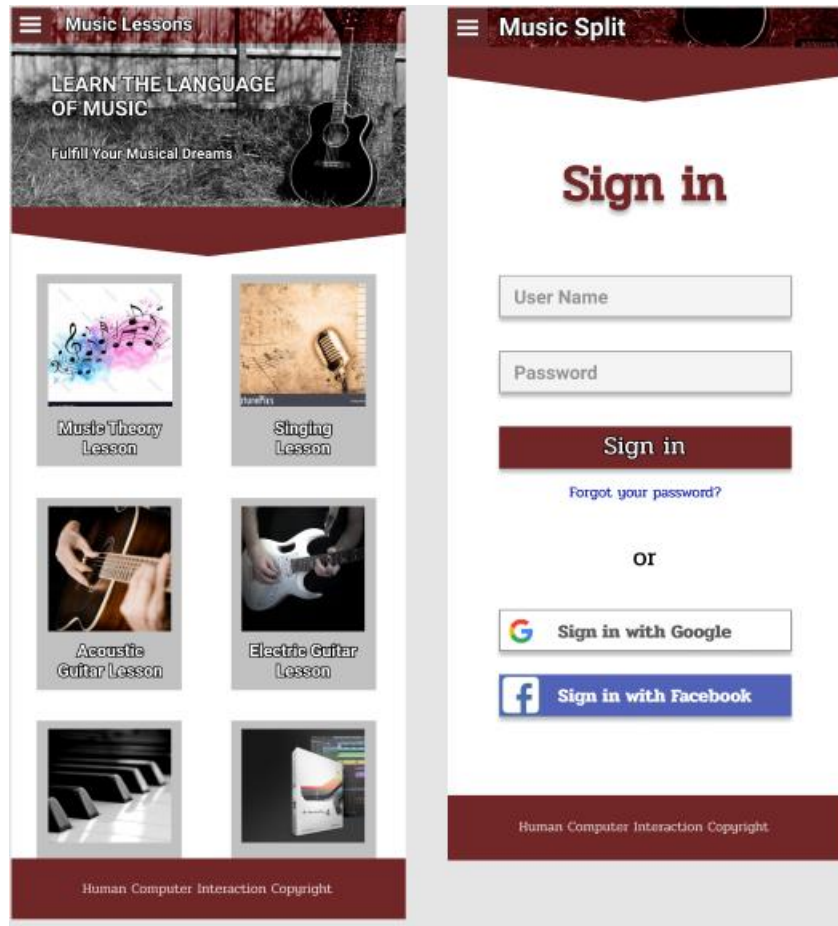 Music Lessons
LEARN THE LANGUAGE
OF MUSIC
Fulfill Your Musical Dreams
Music Theory
Lesson
Singing
Lesson
Acoustic
Guitar Lesson
Electric Guitar
Lesson
Human Computer Interaction Copyright
Music Split
Sign in
User Name
Password
Sign in
Forgot your password?
or
Sign in with Google
Sign in with Facebook
Human Computer Interaction Copyright